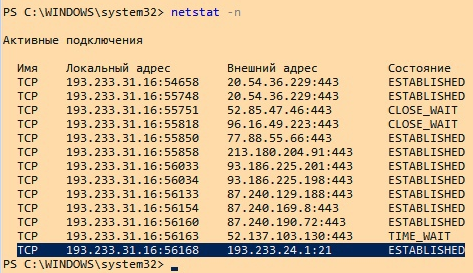 PS C:\WINDOWS\system32> netstat -n
Активные подключения
Имя Локальный адрес Внешний адрес Состояние
TCP 193.233.31.16:54658 20.54.36.229:443 ESTABLISHED
TCP 193.233.31.16:55748 20.54.36.229:443 ESTABLISHED
TCP 193.233.31.16:55751 52.85.47.46:443 CLOSE_WAIT
TCP 193.233.31.16:55818 96.16.49.223:443 CLOSE_WAIT
TCP 193.233.31.16:55850 77.88.55.66:443 ESTABLISHED
TCP 193.233.31.16:55858 213.180.204.91:443 ESTABLISHED
TCP 193.233.31.16:56033 93.186.225.201:443 ESTABLISHED
TCP 193.233.31.16:56034 93.186.225.198:443 ESTABLISHED
TCP 193.233.31.16:56133 87.240.129.188:443 ESTABLISHED
TCP 193.233.31.16:56154 87.240.169.8:443 ESTABLISHED
TCP 193.233.31.16:56160 87.240.190.72:443 ESTABLISHED
TCP 193.233.31.16:56163 52.137.103.130:443 TIME_WAIT
TCP 193.233.31.16:56168 193.233.24.1:21 ESTABLISHED
PS C:\WINDOWS\system32>